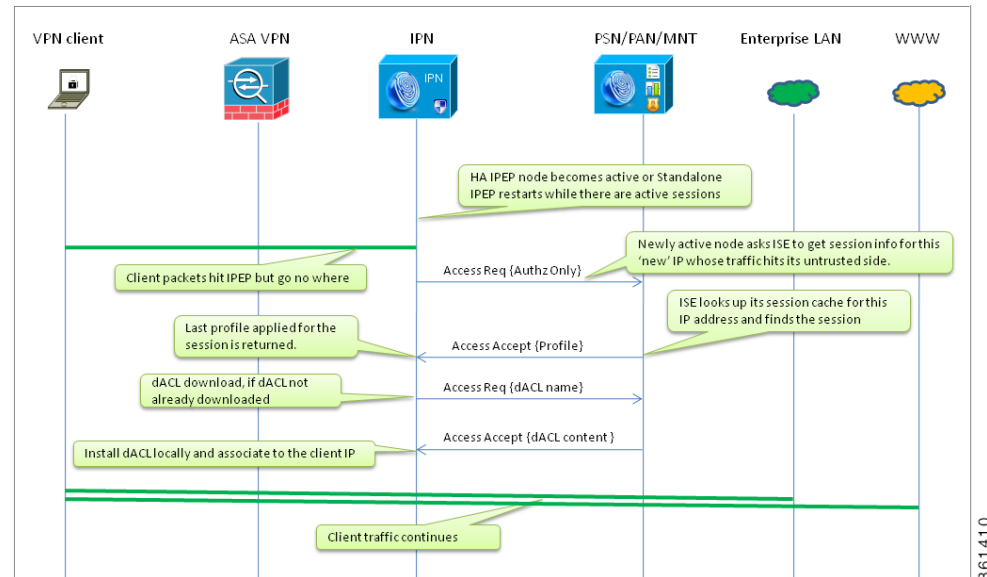 VPN client
ASA VPN
IPN
PSN/PAN/MNT
Enterprise LAN
WWW
IPN
HA IPEP node becomes active or Standalone
IPEP restarts while there are active sessions
Newly active node asks ISE to get session info for this
‘new’ IP whose traffic hits its untrusted side.
Client packets hit IPEP but go no where
Access Req {Authz Only}
ISE looks up its session cache for this
IP address and finds the session
Last profile applied for the
session is returned.
Access Accept {Profile}
dACL download, if dACL not
already downloaded
Access Req {dACL name}
Access Accept {dACL content }
Install dACL locally and associate to the client IP
Client traffic continues
361410